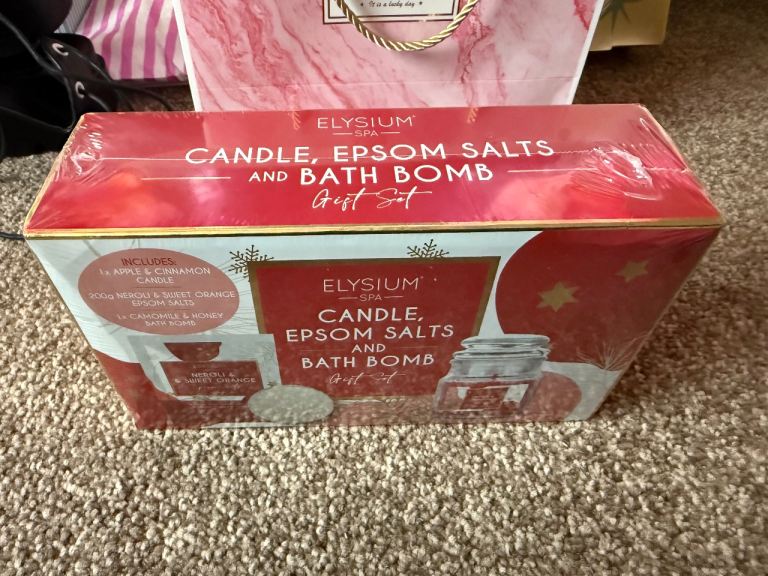 It is a lucky day
ELYSIUM
SPA
CANDLE, EPSOM SALTS
AND BATH BOMB
Gift Set
INCLUDES:
1x APPLE & CINNAMON
CANDLE
200g NEROLI & SWEET ORANGE
EPSOM SALTS
1x CAMOMILE & HONEY
BATH BOMB
ELYSIUM
SPA
CANDLE,
EPSOM SALTS
AND
BATH BOMB
Gift Set
NEROLI &
& SWEET ORANGE